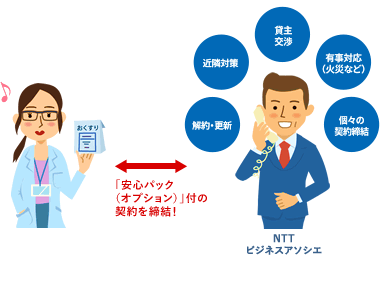 貸主
交渉
近隣対策
有事対応
（火災など）
解約・更新
個々の
契約締結
おくすり
「安心パック
（オプション）」付の
契約を締結！
NTT
ビジネスアソシエ